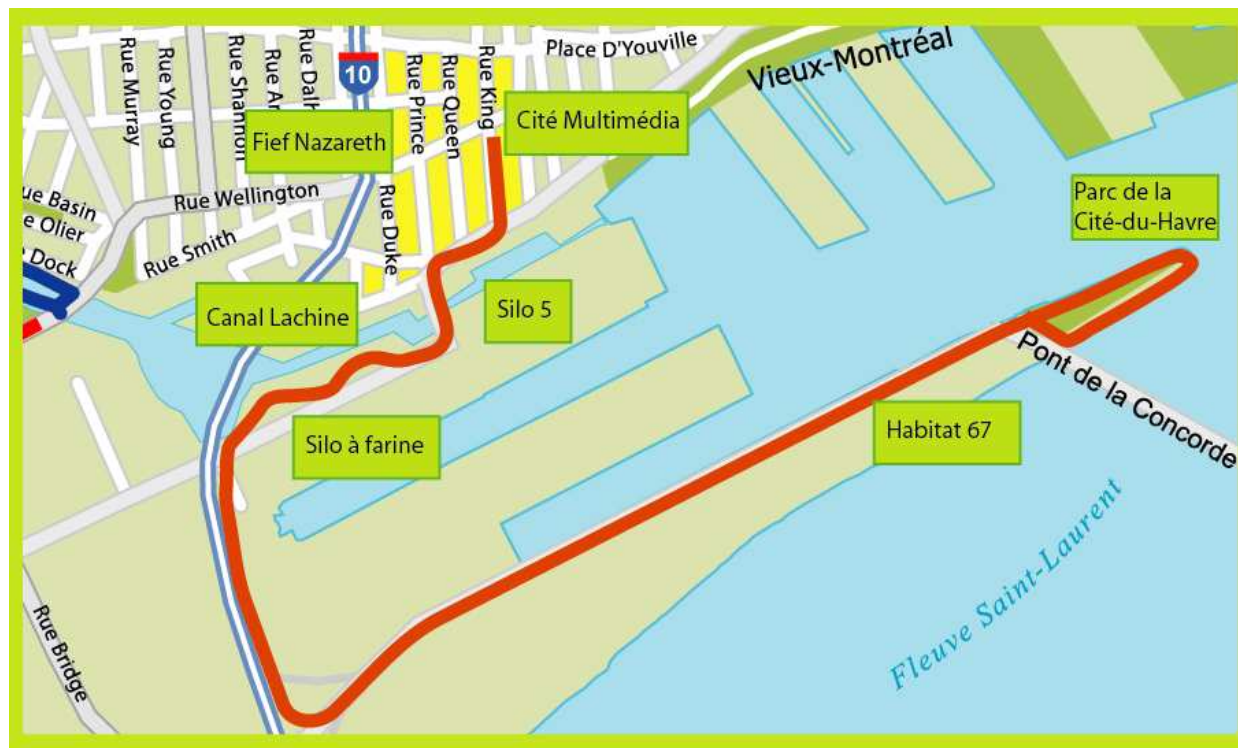 Rue Murray
Rue Young
Rue Shannon
Rue Dalh
10
Rue Prince
Rue Queen
Rue King
Place D'Youville
Vieux-Montréal
Fief Nazareth
Cité Multimédia
Parc de la
Cité-du-Havre
ue Basin
e Olier
Dock
Rue Wellington
Rue Smith
Rue Duke
Canal Lachine
Silo 5
Pont de la Concorde
Silo à farine
Habitat 67
Fleuve Saint-Laurent
Rue Bridge